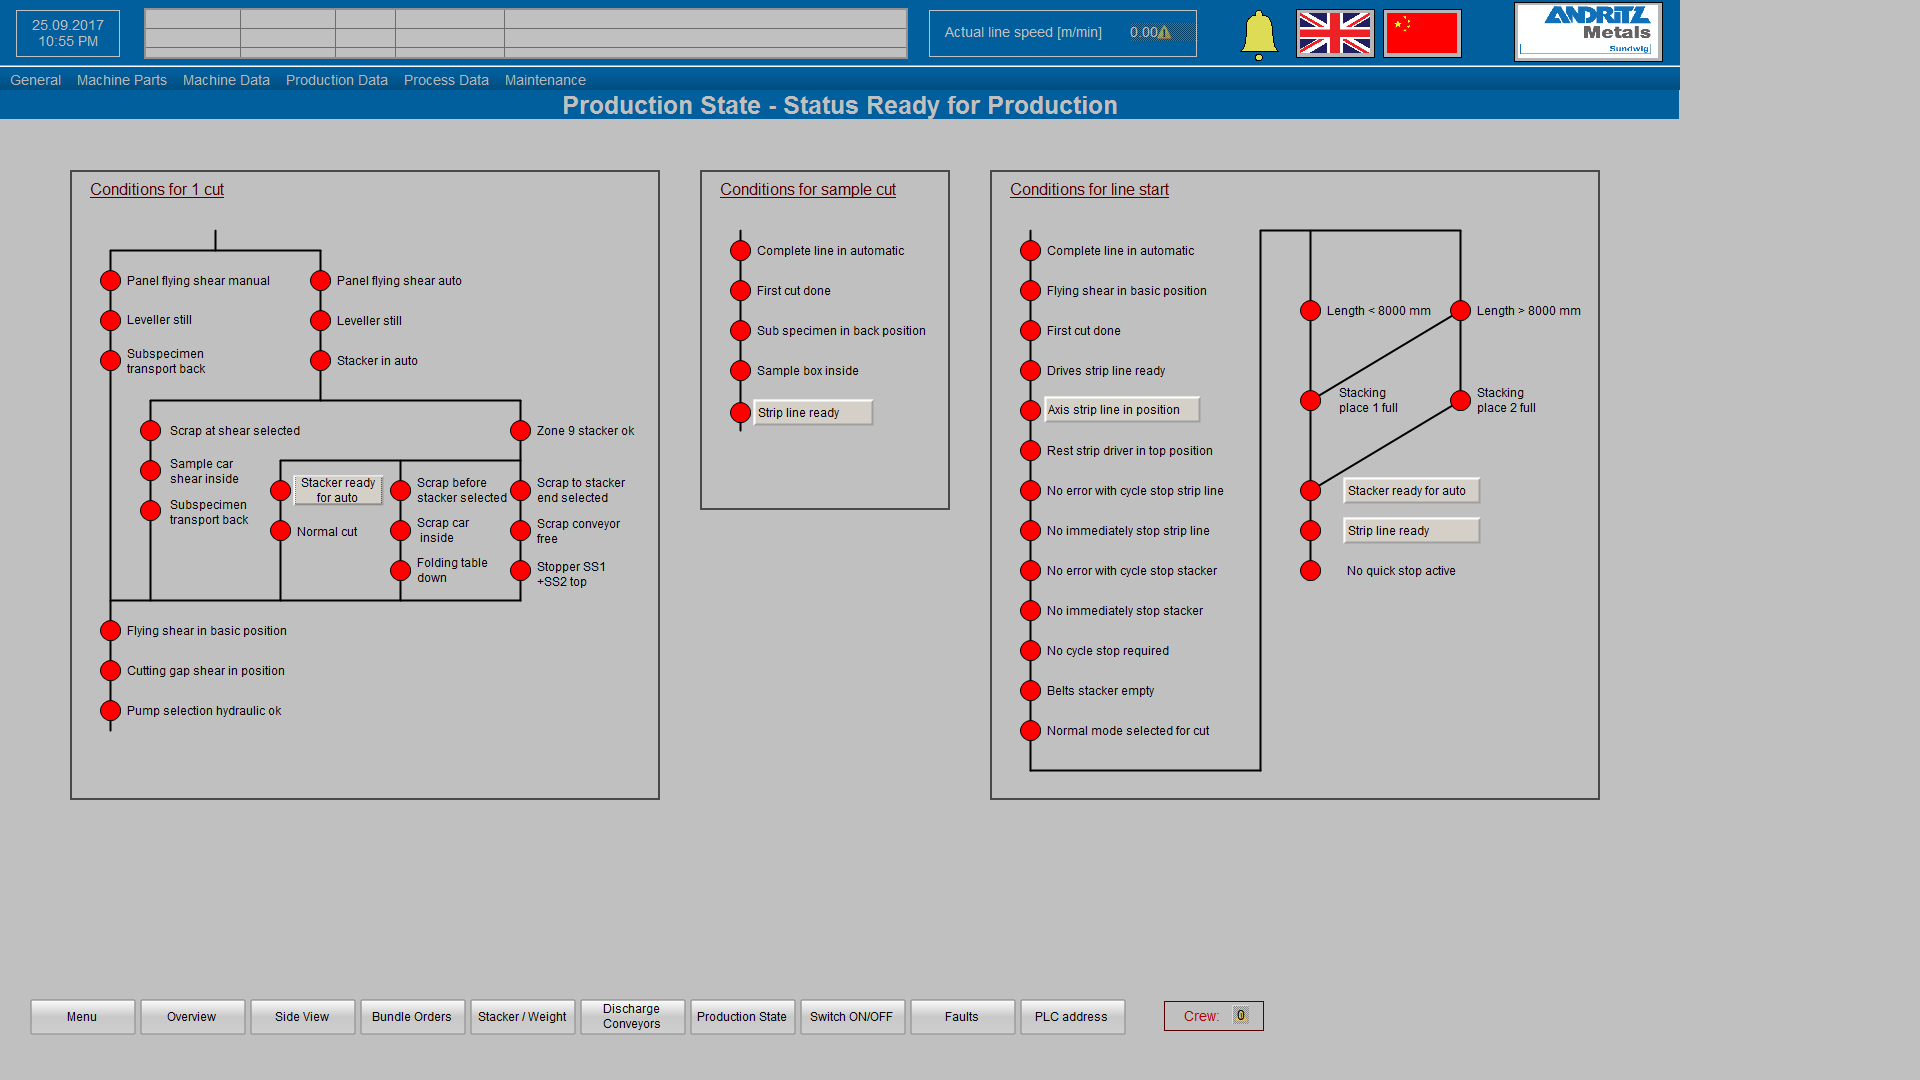 25.09.2017
10:55 PM
Actual line speed [m/min]
0.00
ANDRITZ
Metals
Sundwig
General
Machine Parts
Machine Data
Production Data
Process Data
Maintenance
Production State - Status Ready for Production
Conditions for 1 cut
Panel flying shear manual
Panel flying shear auto
Leveller still
Leveller still
Subspecimen
transport back
Stacker in auto
Scrap at shear selected
Zone 9 stacker ok
Sample car
shear inside
Subspecimen
transport back
Stacker ready
for auto
Normal cut
Scrap before
stacker selected
Scrap car
inside
Folding table
down
Scrap to stacker
end selected
Scrap conveyor
free
Stopper SS1
+SS2 top
Flying shear in basic position
Cutting gap shear in position
Pump selection hydraulic ok
Conditions for sample cut
Complete line in automatic
First cut done
Sub specimen in back position
Sample box inside
Strip line ready
Conditions for line start
Complete line in automatic
Flying shear in basic position
First cut done
Drives strip line ready
Axis strip line in position
Rest strip driver in top position
No error with cycle stop strip line
No immediately stop strip line
No error with cycle stop stacker
No immediately stop stacker
No cycle stop required
Belts stacker empty
Normal mode selected for cut
Length < 8000 mm
Length > 8000 mm
Stacking
place 1 full
Stacking
place 2 full
Stacker ready for auto
Strip line ready
No quick stop active
Menu
Overview
Side View
Bundle Orders
Stacker / Weight
Discharge
Conveyors
Production State
Switch ON/OFF
Faults
PLC address
Crew:
0